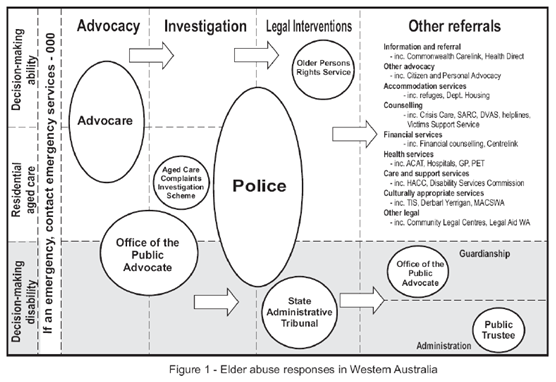 Advocacy
Investigation
Legal Interventions
Other referrals
Decision-making
ability
Residential
aged care
Decision-making
disability
If an emergency, contact emergency services - 000
Advocare
Aged Care
Complaints
Investigation
Scheme
Office of the
Public
Advocate
Police
Older Persons
Rights Service
State
Administrative
Tribunal
Information and referral
- inc. Commonwealth Carelink, Health Direct
Other advocacy
- inc. Citizen and Personal Advocacy
Accommodation services
- inc. refuges, Dept. Housing
Counselling
- inc. Crisis Care, SARC, DVAS, helplines,
Victims Support Service
Financial services
- inc. Financial counselling, Centrelink
Health services
- inc. ACAT, Hospitals, GP, PET
Care and support services
- inc. HACC, Disability Services Commission
Culturally appropriate services
- inc. TIS, Derbarl Yerrigan, MACSWA
Other legal
- inc. Community Legal Centres, Legal Aid WA
Guardianship
Office of the
Public
Advocate
Public
Trustee
Administration
Figure 1 - Elder abuse responses in Western Australia